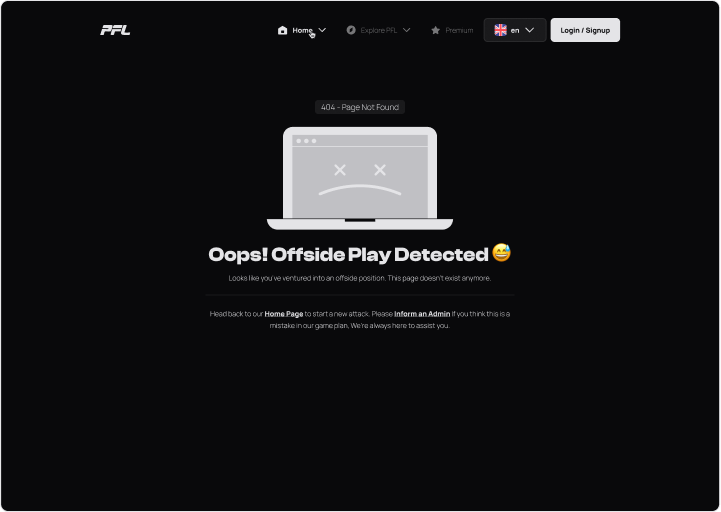 PFL
Home
Explore PFL
Premium
en
Login / Signup
404 - Page Not Found
Oops! Offside Play Detected 😅
Looks like you've ventured into an offside position. This page doesn't exist anymore.
Head back to our Home Page to start a new attack. Please Inform an Admin If you think this is a
mistake in our game plan, We're always here to assist you.